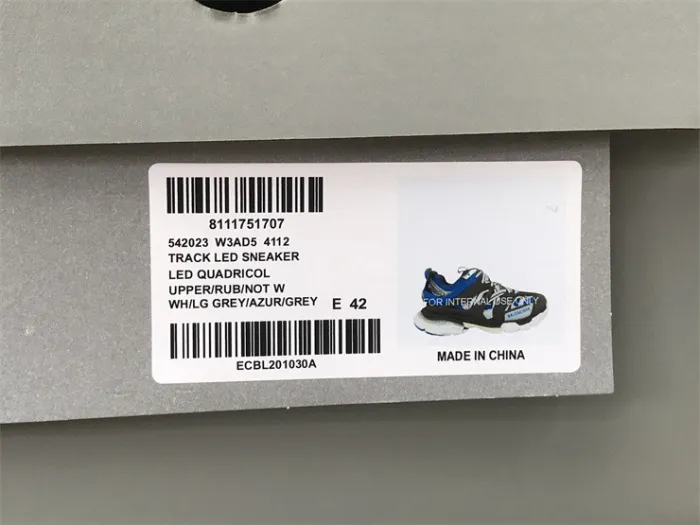 8111751707
542023 W3AD5 4112
TRACK LED SNEAKER
LED QUADRICOL
UPPER/RUB/NOT W
WH/LG GREY/AZUR/GREY E 42
ECBL201030A
FOR INTERNAL USE ONLY
MADE IN CHINA